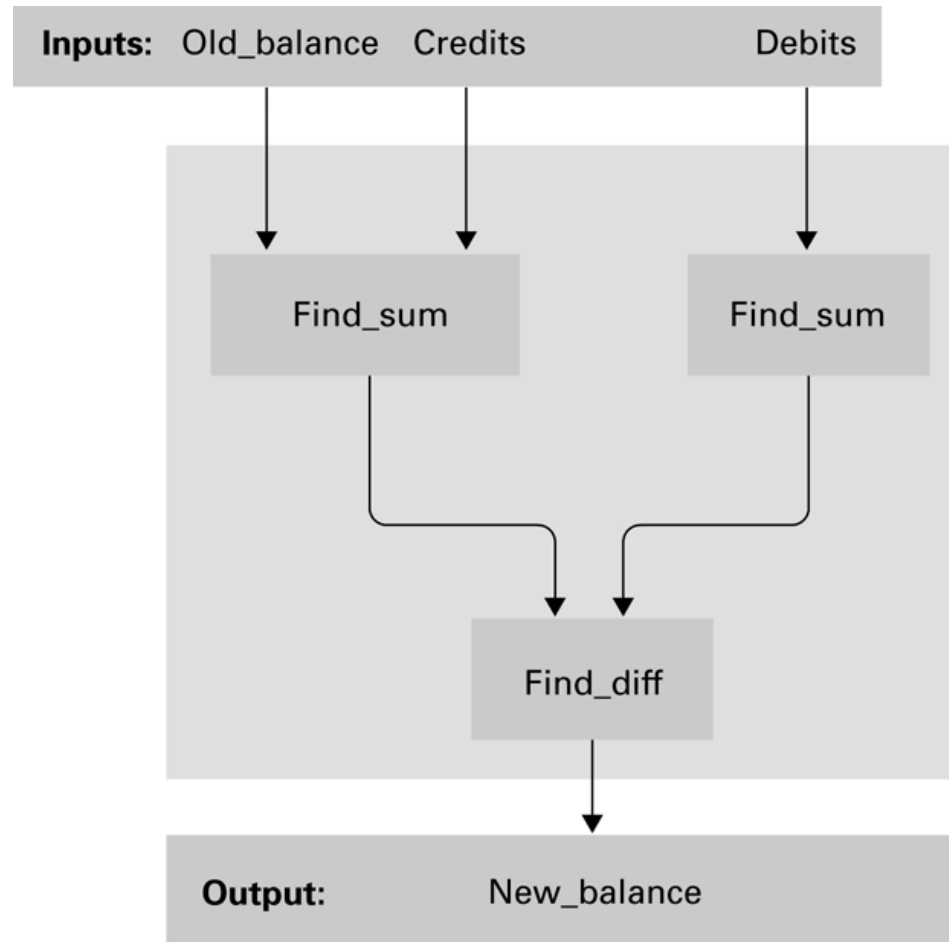 Inputs: Old_balance Credits Debits
Find_sum Find_sum
Find_diff
Output: New_balance